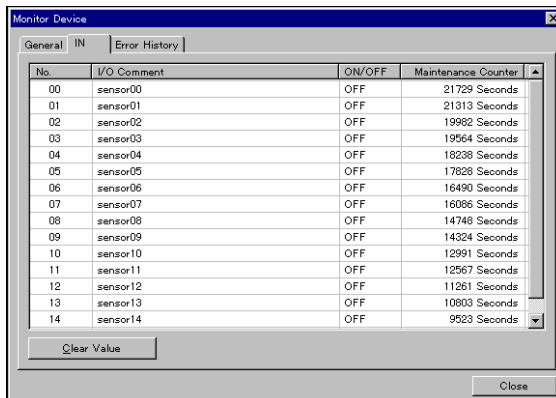 Monitor Device
General IN Error History
No. I/O Comment ON/OFF Maintenance Counter
00 sensor00 OFF 21729 Seconds
01 sensor01 OFF 21313 Seconds
02 sensor02 OFF 19982 Seconds
03 sensor03 OFF 19564 Seconds
04 sensor04 OFF 18238 Seconds
05 sensor05 OFF 17828 Seconds
06 sensor06 OFF 16490 Seconds
07 sensor07 OFF 16086 Seconds
08 sensor08 OFF 14748 Seconds
09 sensor09 OFF 14324 Seconds
10 sensor10 OFF 12991 Seconds
11 sensor11 OFF 12567 Seconds
12 sensor12 OFF 11261 Seconds
13 sensor13 OFF 10803 Seconds
14 sensor14 OFF 9523 Seconds
Clear Value
Close